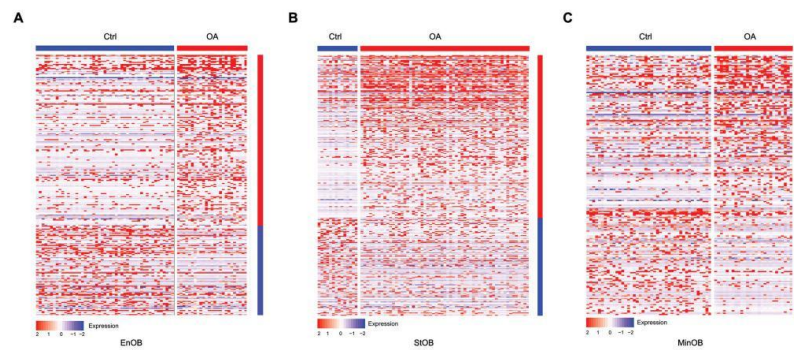 A
B
C
Ctrl
OA
Ctrl
OA
Ctrl
OA
2 1 0 -1 -2
Expression
2 1 0 -1 -2
Expression
2 1 0 -1 -2
Expression
EnOB
StOB
MinOB